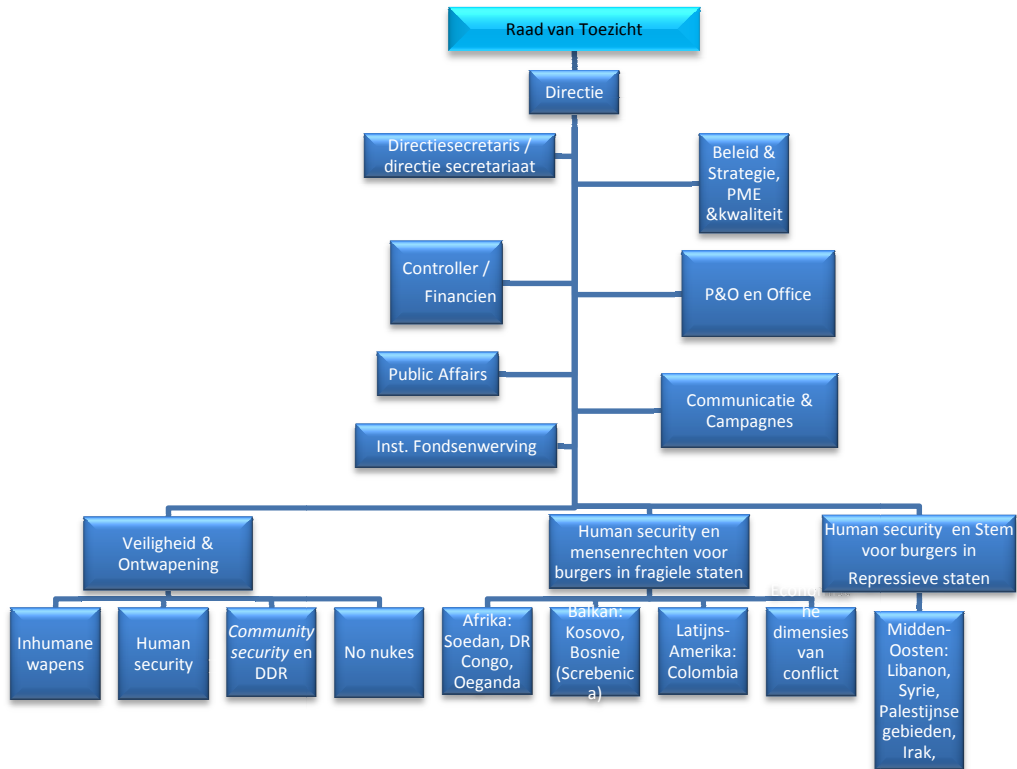 Raad van Toezicht
Directie
Directiesecretaris /
directie secretariaat
Beleid &
Strategie,
PME
&kwaliteit
Controller /
Financien
P&O en Office
Public Affairs
Communicatie &
Campagnes
Inst. Fondsenwerving
Veiligheid &
Ontwapening
Human security en
mensenrechten voor
burgers in fragiele staten
Human security en Stem
voor burgers in
Repressieve staten
Inhumane
wapens
Human
security
Community
security en
DDR
No nukes
Afrika:
Soedan, DR
Congo,
Oeganda
Balkan:
Kosovo,
Bosnie
(Screbenic
a)
Latijns-
Amerika:
Colombia
he
dimensies
van
conflict
Midden-
Oosten:
Libanon,
Syrie,
Palestijnse
gebieden,
Irak,